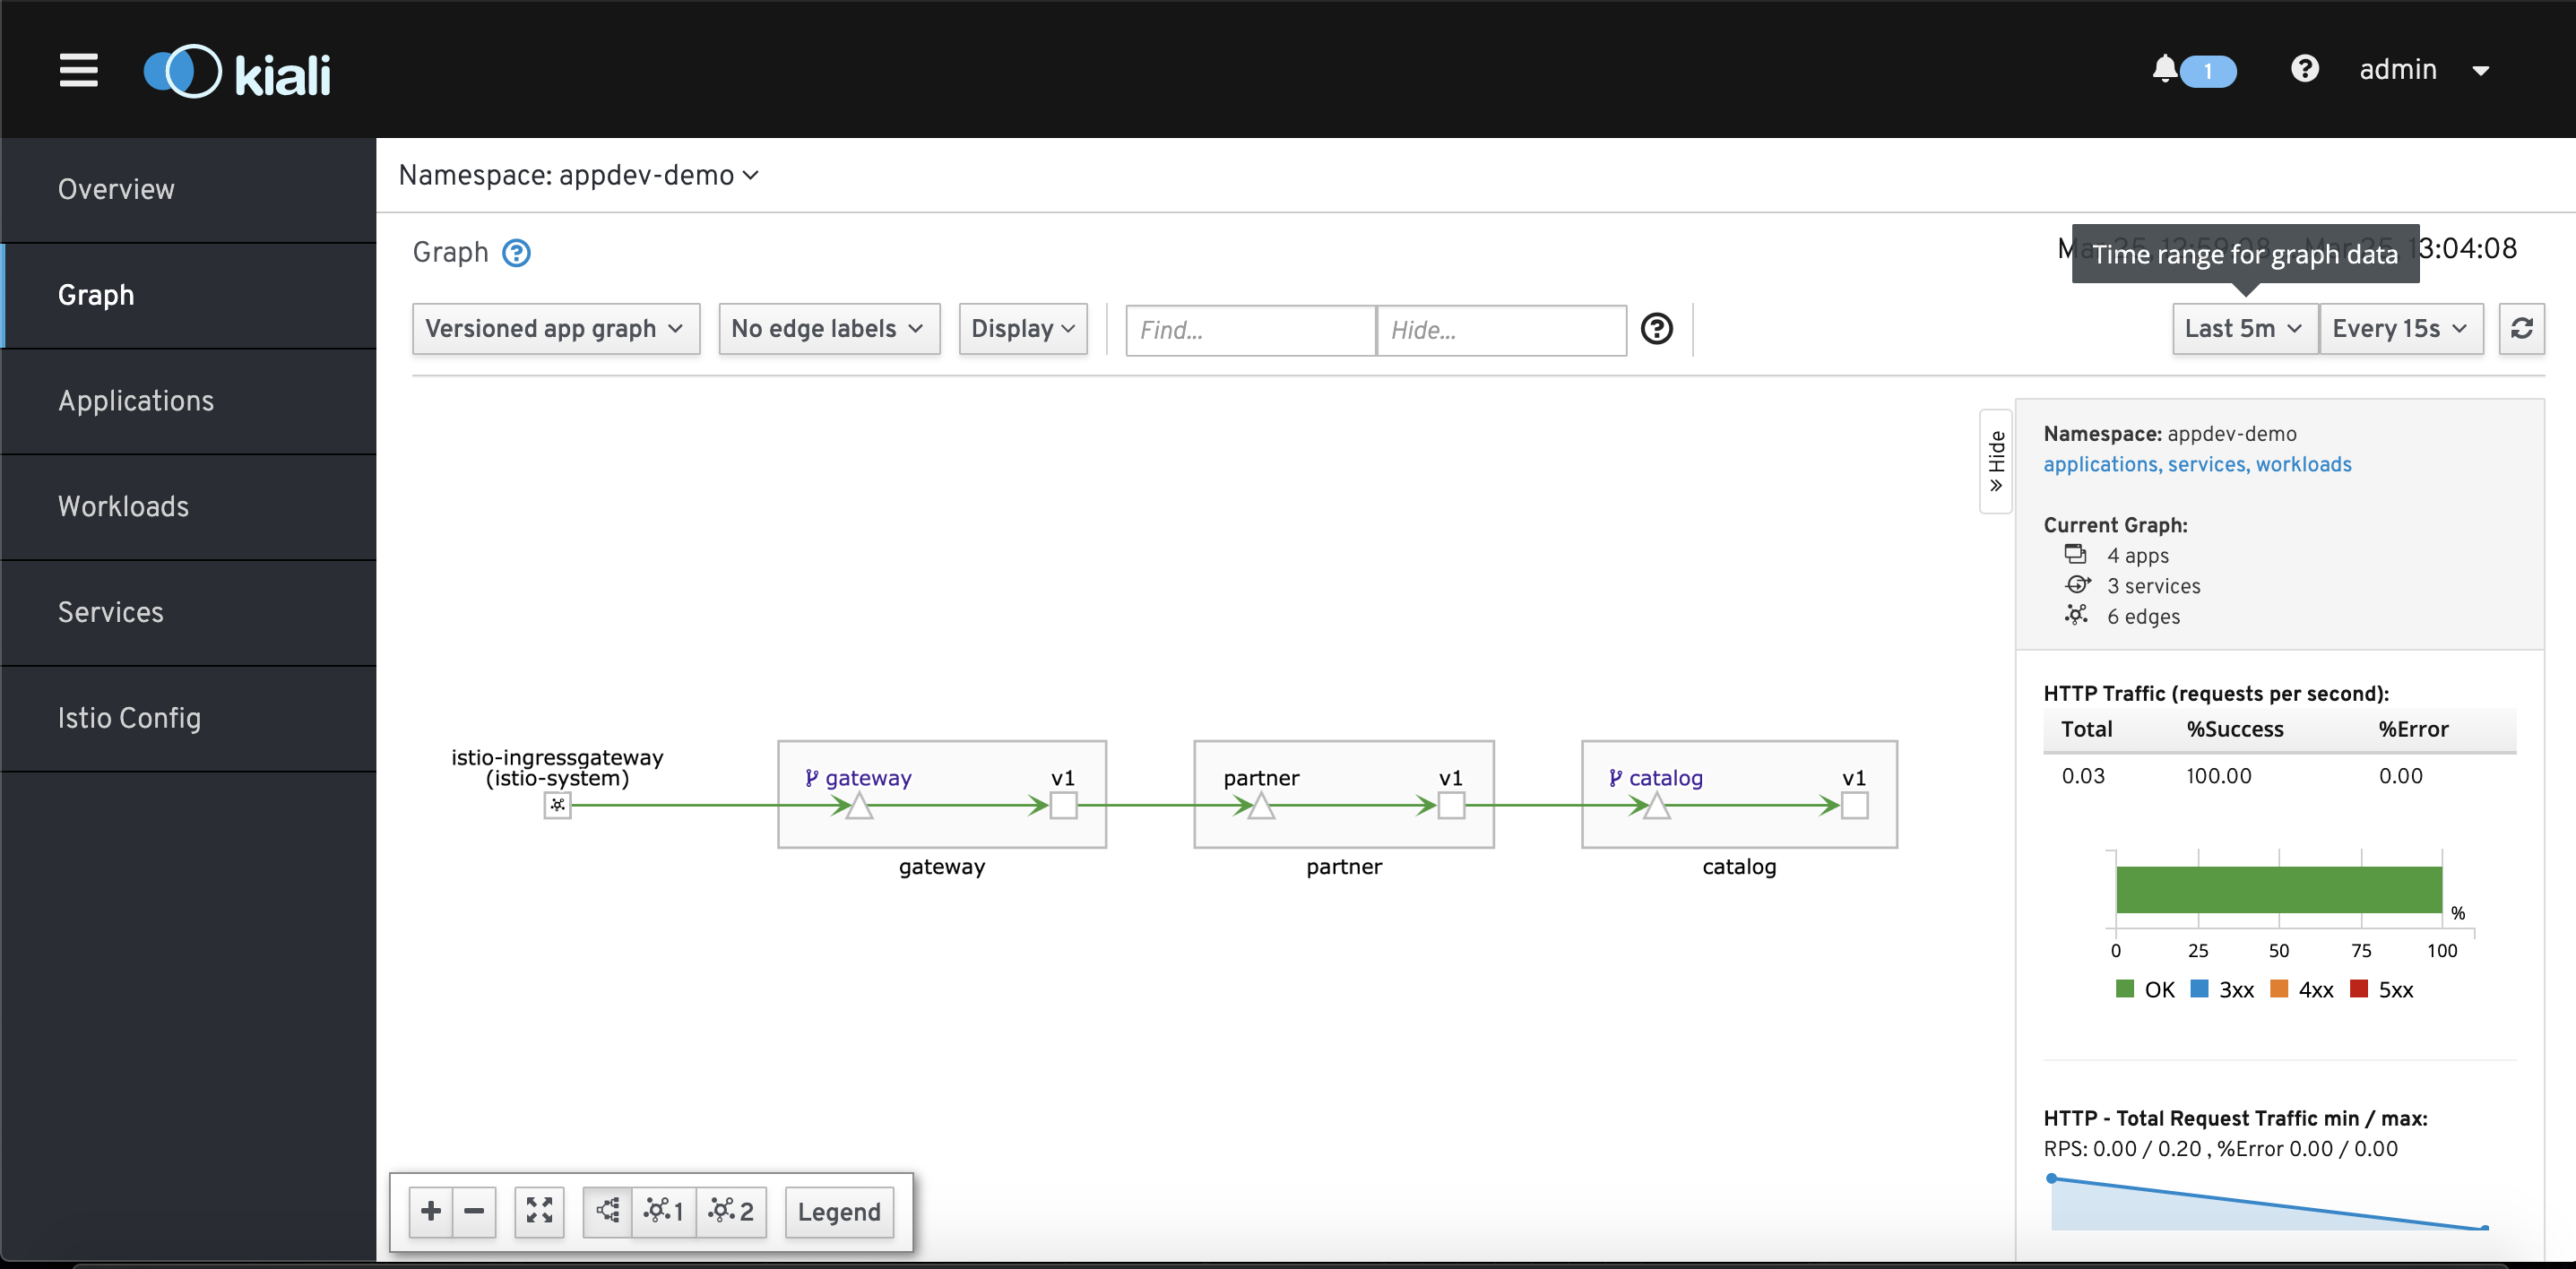 kiali
1
admin
Overview
Graph
Applications
Workloads
Services
Istio Config
Namespace: appdev-demo
Graph
13:04:08
Time range for graph data
Versioned app graph
No edge labels
Display
Find...
Hide...
Last 5m
Every 15s
Hide
Namespace: appdev-demo
applications, services, workloads
Current Graph:
4 apps
3 services
6 edges
HTTP Traffic (requests per second):
Total %Success %Error
0.03 100.00 0.00
%
0 25 50 75 100
OK 3xx 4xx 5xx
HTTP - Total Request Traffic min / max:
RPS: 0.00 / 0.20 , %Error 0.00 / 0.00
istio-ingressgateway
(istio-system)
gateway
v1
gateway
partner
v1
partner
catalog
v1
catalog
1
2
Legend